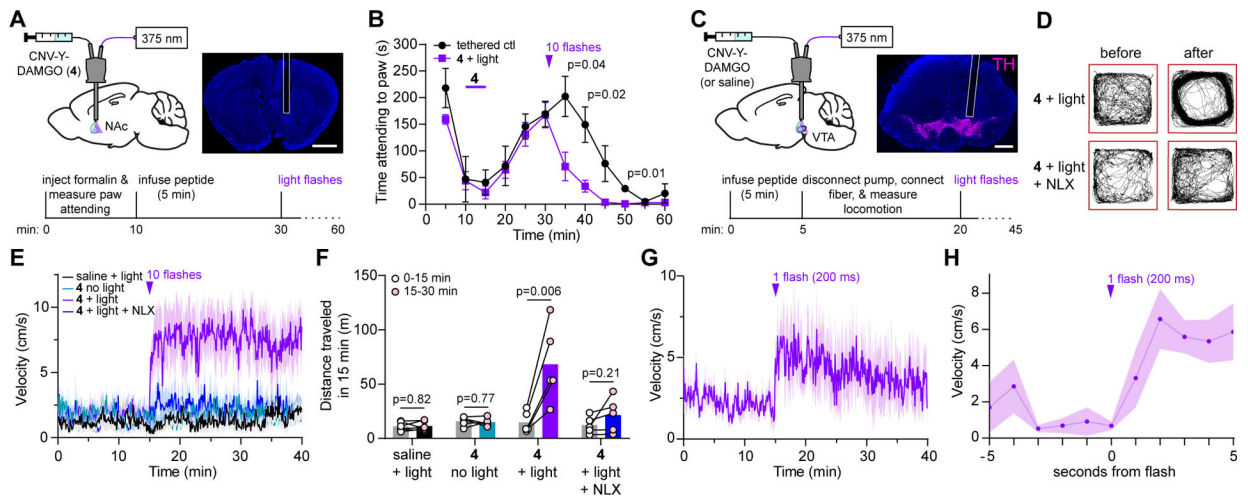 A
CNV-Y-
DAMGO (4)
375 nm
NAc
inject formalin &
measure paw
attending
infuse peptide
(5 min)
light flashes
min: 0
10
30
60
B
10 flashes
tethered ctl
4 + light
4
p=0.04
p=0.02
p=0.01
Time attending to paw (s)
300
250
200
150
100
50
0
0 10 20 30 40 50 60
Time (min)
C
CNV-Y-
DAMGO
(or saline)
375 nm
TH
VTA
infuse peptide
(5 min)
disconnect pump, connect
fiber, & measure
locomotion
light flashes
min: 0
5
20
45
D
before
after
4 + light
4 + light
+ NLX
E
saline + light
4 no light
4 + light
4 + light + NLX
10 flashes
Velocity (cm/s)
10
5
0
0 10 20 30 40
Time (min)
F
0-15 min
15-30 min
Distance traveled
in 15 min (m)
150
100
50
0
p=0.82
p=0.77
p=0.006
p=0.21
saline
+ light
4
no light
4
+ light
4
+ light
+ NLX
G
1 flash (200 ms)
Velocity (cm/s)
10
5
0
0 10 20 30 40
Time (min)
H
1 flash (200 ms)
Velocity (cm/s)
10
8
6
4
2
0
-5 0 5
seconds from flash